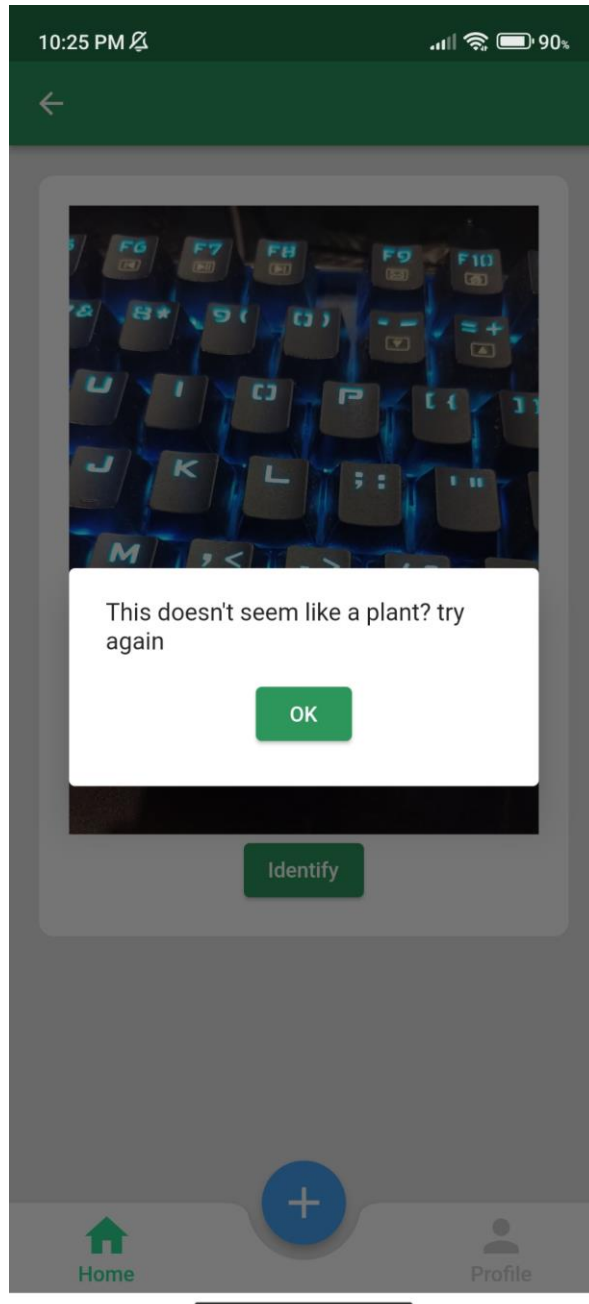 10:25 PM 90%
F6 F7 F8 F9 F10
& 8* 9( 0) - - = +
U I O P [ { ] }
J K L ; : ' "
M , < . >
This doesn't seem like a plant? try
again
OK
Identify
Home Profile